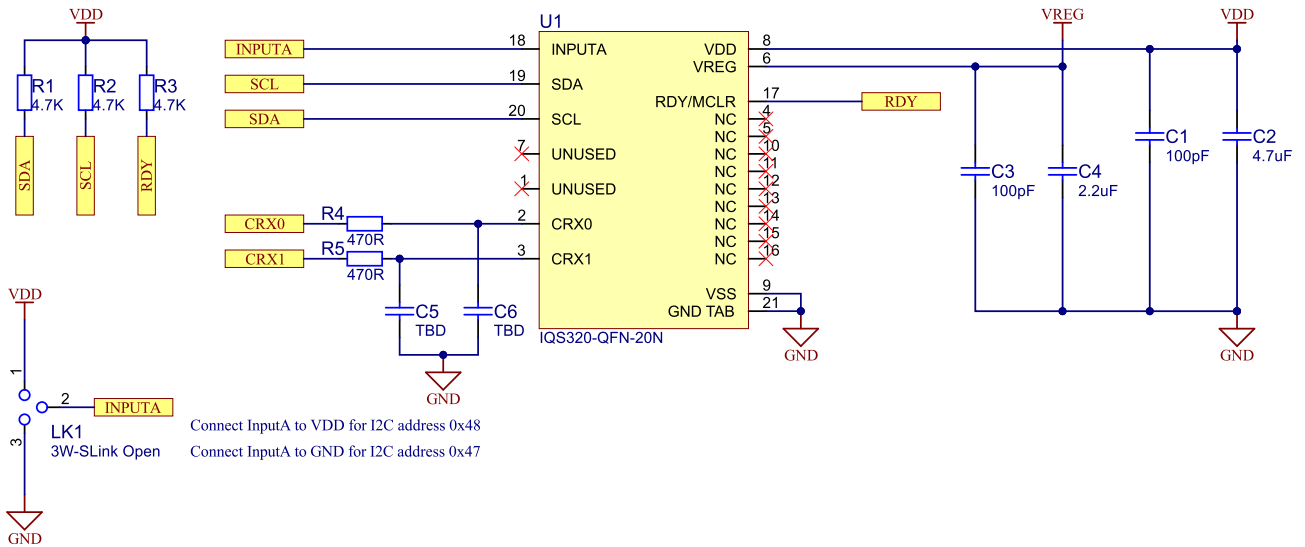 VDD
R1
4.7K
R2
4.7K
R3
4.7K
SDA
SCL
RDY
INPUTA
SCL
SDA
CRX0
CRX1
R4
470R
R5
470R
C5
TBD
C6
TBD
GND
U1
18 INPUTA
19 SDA
20 SCL
7 UNUSED
1 UNUSED
2 CRX0
3 CRX1
VDD 8
VREG 6
RDY/MCLR 17
NC 4
NC 5
NC 10
NC 11
NC 12
NC 13
NC 14
NC 15
NC 16
VSS 9
GND TAB 21
IQS320-QFN-20N
RDY
GND
VREG
VDD
C3
100pF
C4
2.2uF
C1
100pF
C2
4.7uF
GND
VDD
1
2
INPUTA
3
LK1
3W-SLink Open
GND
Connect InputA to VDD for I2C address 0x48
Connect InputA to GND for I2C address 0x47